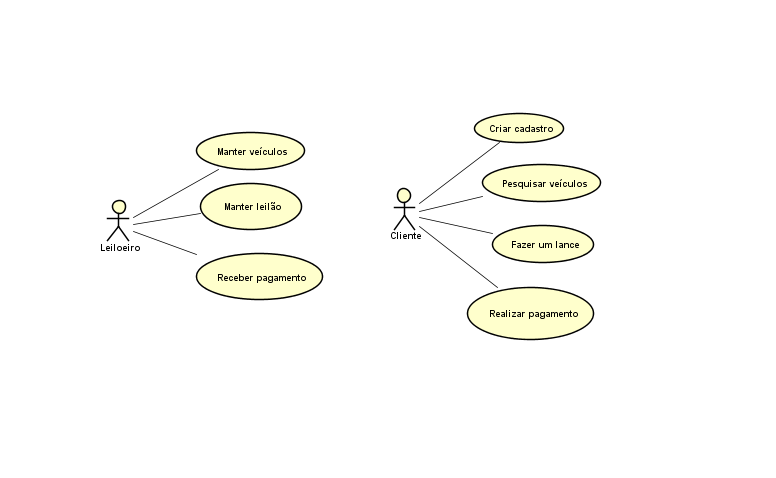 Manter veículos
Manter leilão
Leiloeiro
Receber pagamento
Criar cadastro
Pesquisar veículos
Cliente
Fazer um lance
Realizar pagamento